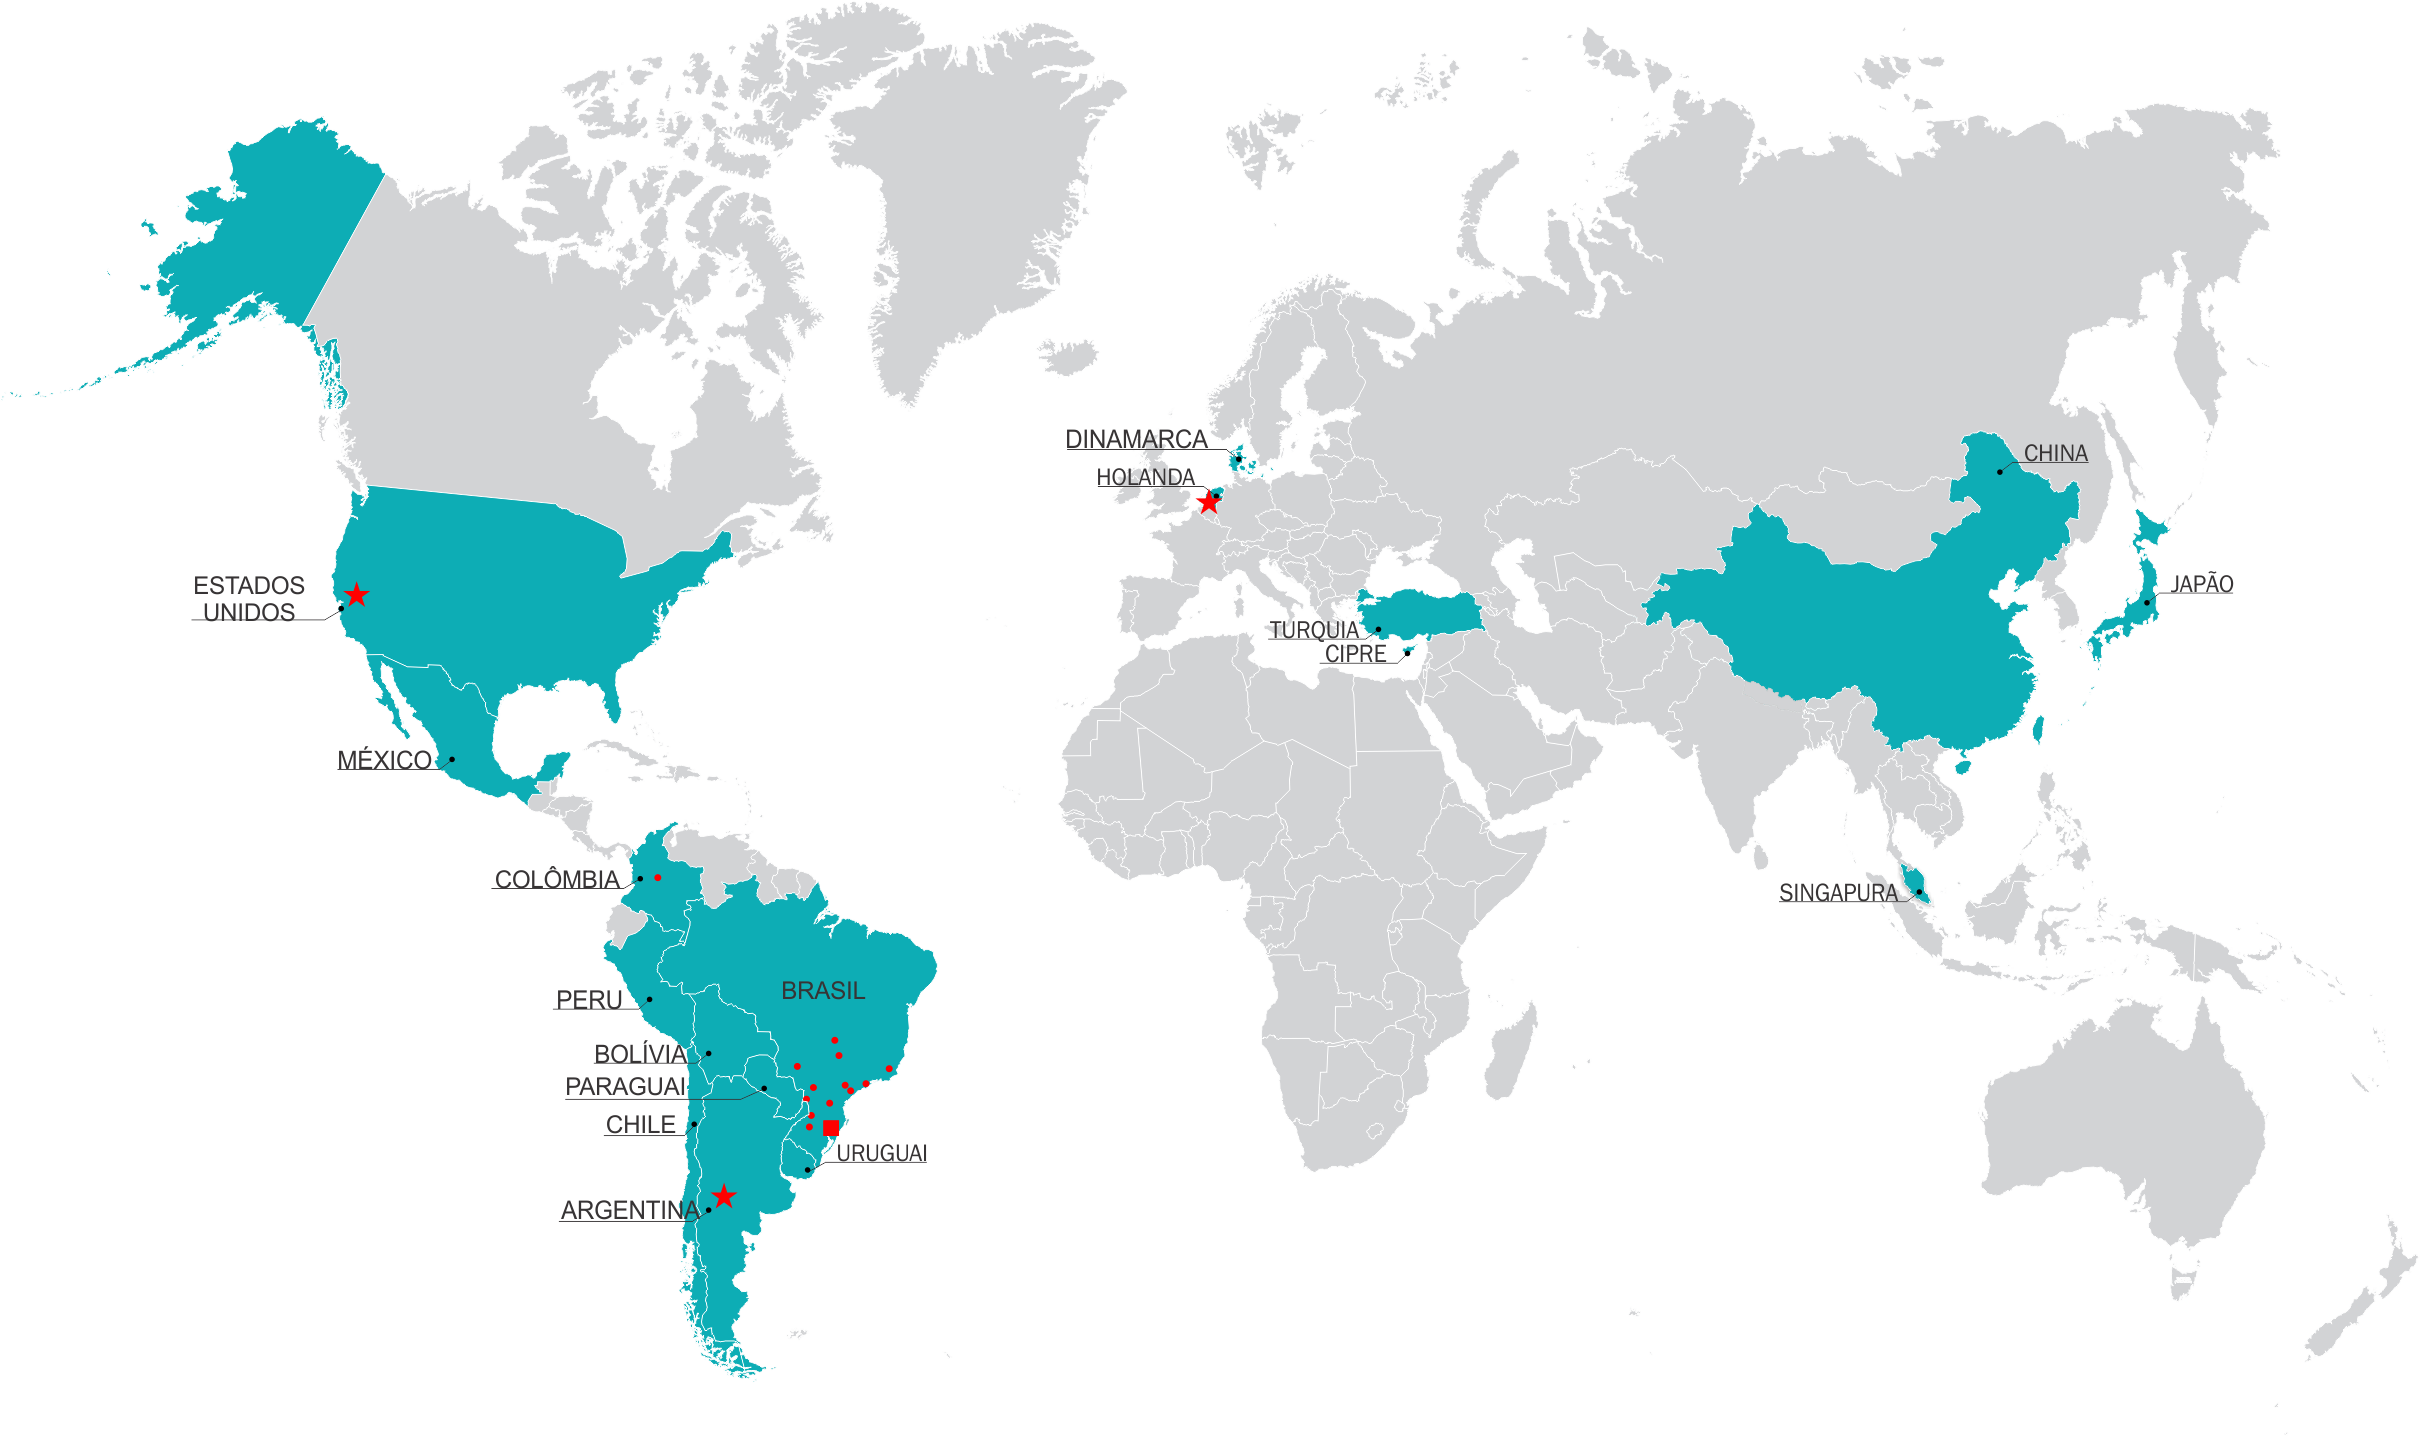 DINAMARCA
CHINA
HOLANDA
ESTADOS
UNIDOS
JAPÃO
TURQUIA
CIPRE
MÉXICO
COLÔMBIA
SINGAPURA
BRASIL
PERU
BOLÍVIA
PARAGUAI
CHILE
URUGUAI
ARGENTINA